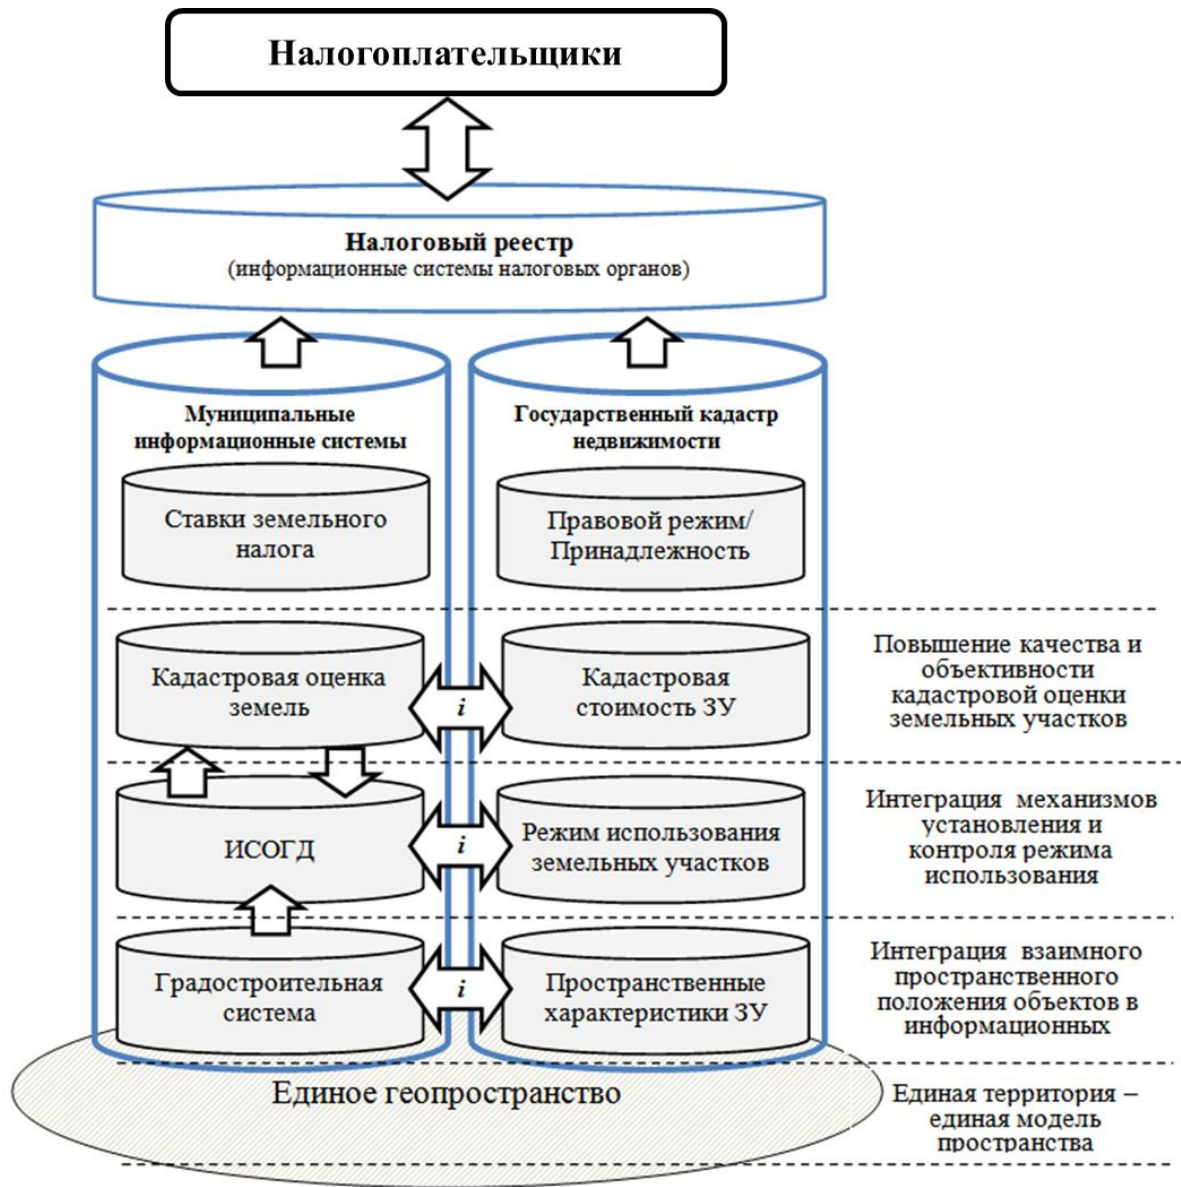 Налогоплательщики
Налоговый реестр
(информационные системы налоговых органов)
Муниципальные
информационные системы
Государственный кадастр
недвижимости
Ставки земельного
налога
Правовой режим/
Принадлежность
Кадастровая оценка
земель
i
Кадастровая
стоимость ЗУ
Повышение качества и
объективности
кадастровой оценки
земельных участков
ИСОГД
i
Режим использования
земельных участков
Интеграция механизмов
установления и
контроля режима
использования
Градостроительная
система
i
Пространственные
характеристики ЗУ
Интеграция взаимного
пространственного
положения объектов в
информационных
Единое геопространство
Единая территория –
единая модель
пространства